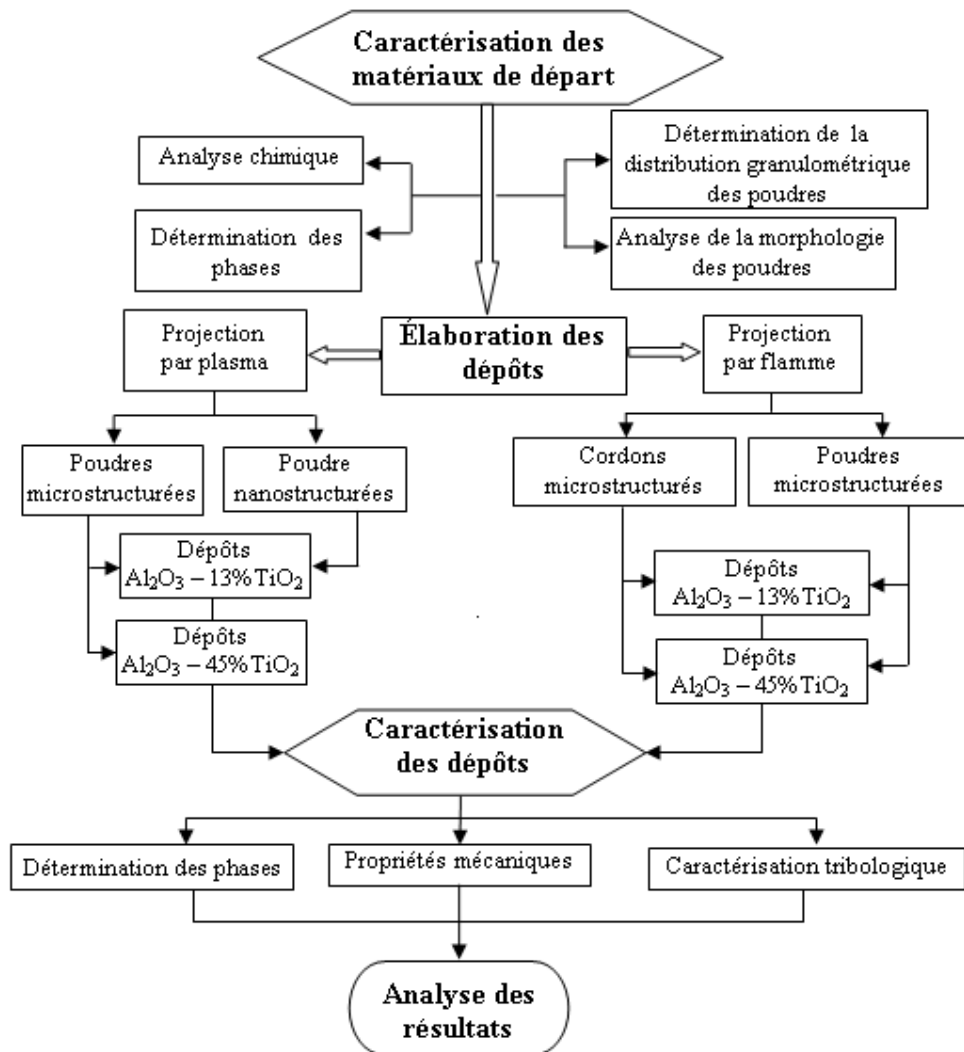 Caractérisation des
matériaux de départ
Analyse chimique
Détermination de la
distribution granulométrique
des poudres
Détermination des
phases
Analyse de la morphologie
des poudres
Projection
par plasma
Élaboration des
dépôts
Projection
par flamme
Poudres
microstructurées
Poudre
nanostructurées
Cordons
microstructurés
Poudres
microstructurées
Dépôts
Al₂O₃ – 13% TiO₂
Dépôts
Al₂O₃ – 45% TiO₂
Dépôts
Al₂O₃ – 13% TiO₂
Dépôts
Al₂O₃ – 45% TiO₂
Caractérisation
des dépôts
Détermination des phases
Propriétés mécaniques
Caractérisation tribologique
Analyse des
résultats